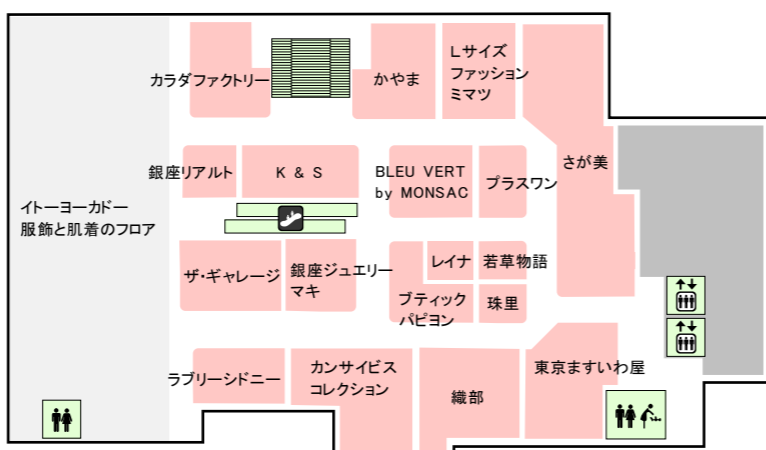 カラダファクトリー
かやま
Lサイズ
ファッション
ミマツ
さが美
銀座リアルト
K & S
BLEU VERT
by MONSAC
プラスワン
イトーヨーカドー
服飾と肌着のフロア
ザ・ギャレージ
銀座ジュエリー
マキ
レイナ
若草物語
ブティック
パピヨン
珠里
ラブリーシドニー
カンサイビス
コレクション
織部
東京ますいわ屋